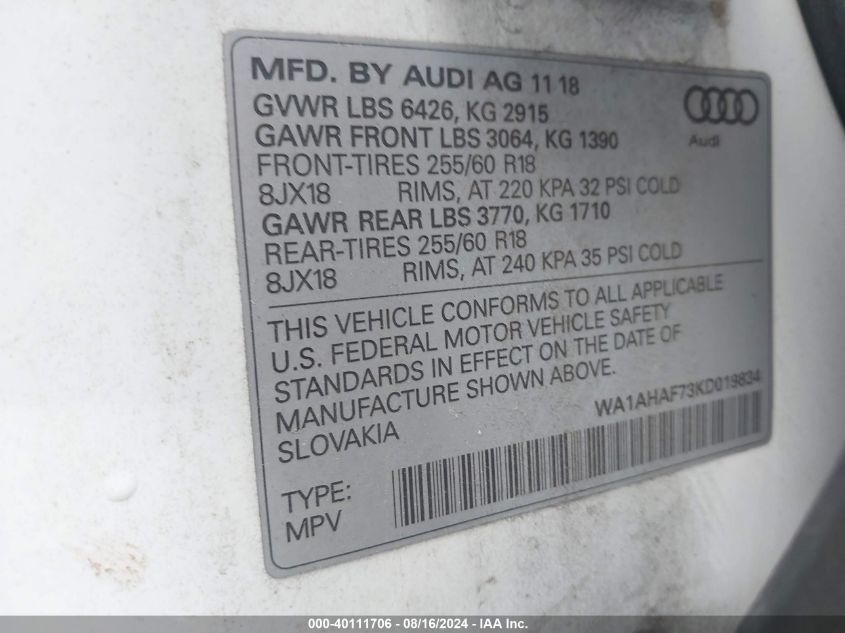 MFD. BY AUDI AG 11 18
GVWR LBS 6426, KG 2915
GAWR FRONT LBS 3064, KG 1390
FRONT-TIRES 255/60 R18
8JX18 RIMS, AT 220 KPA 32 PSI COLD
GAWR REAR LBS 3770, KG 1710
REAR-TIRES 255/60 R18
8JX18 RIMS, AT 240 KPA 35 PSI COLD
Audi
THIS VEHICLE CONFORMS TO ALL APPLICABLE
U.S. FEDERAL MOTOR VEHICLE SAFETY
STANDARDS IN EFFECT ON THE DATE OF
MANUFACTURE SHOWN ABOVE.
SLOVAKIA
WA1AHAF73KD019834
TYPE:
MPV
000-40111706 - 08/16/2024 - IAA Inc.